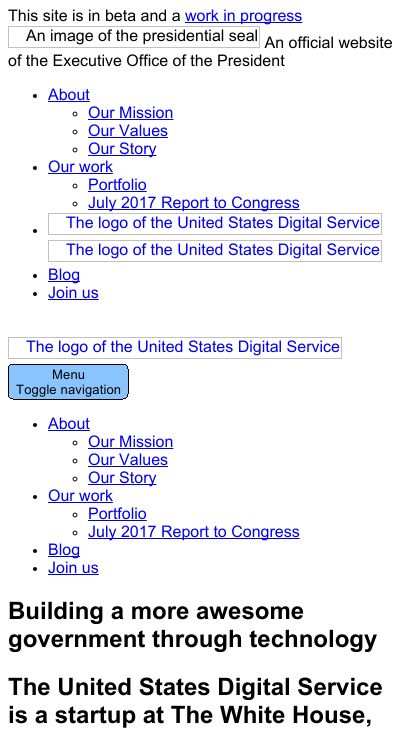 This site is in beta and a work in progress
An image of the presidential seal An official website
of the Executive Office of the President
About
Our Mission
Our Values
Our Story
Our work
Portfolio
July 2017 Report to Congress
The logo of the United States Digital Service
The logo of the United States Digital Service
Blog
Join us
The logo of the United States Digital Service
Menu
Toggle navigation
About
Our Mission
Our Values
Our Story
Our work
Portfolio
July 2017 Report to Congress
Blog
Join us
Building a more awesome
government through technology
The United States Digital Service
is a startup at The White House,